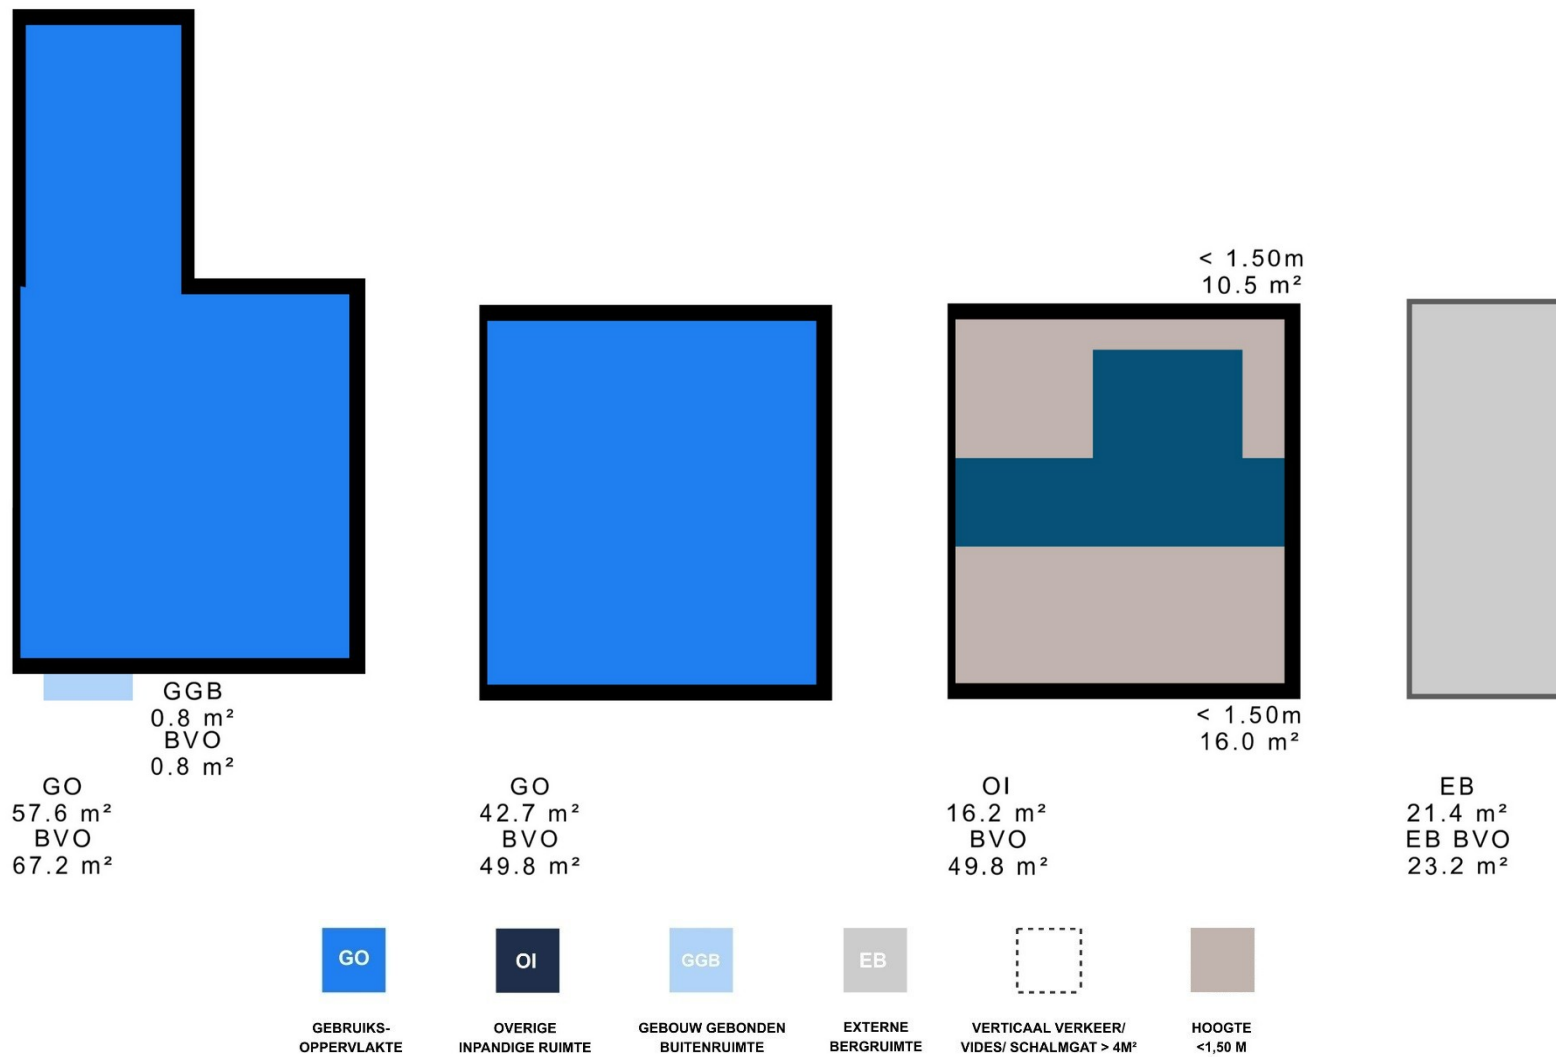 < 1.50m
10.5 m²
GGB
0.8 m²
BVO
0.8 m²
< 1.50m
16.0 m²
GO
57.6 m²
BVO
67.2 m²
GO
42.7 m²
BVO
49.8 m²
OI
16.2 m²
BVO
49.8 m²
EB
21.4 m²
EB BVO
23.2 m²
GO
GEBRUIKS-
OPPERVLAKTE
OI
OVERIGE
INPANDIGE RUIMTE
GGB
GEBOUW GEBONDEN
BUITENRUIMTE
EB
EXTERNE
BERGRUIMTE
VERTICAAL VERKEER/
VIDES/ SCHALMGAT > 4M²
HOOGTE
<1,50 M